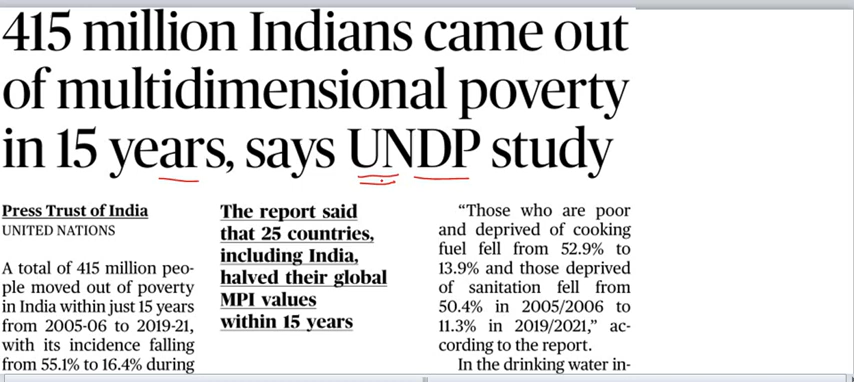 415 million Indians came out
of multidimensional poverty
in 15 years, says UNDP study
Press Trust of India
UNITED NATIONS
A total of 415 million peo-
ple moved out of poverty
in India within just 15 years
from 2005-06 to 2019-21,
with its incidence falling
from 55.1% to 16.4% during
The report said
that 25 countries,
including India,
halved their global
MPI values
within 15 years
“Those who are poor
and deprived of cooking
fuel fell from 52.9% to
13.9% and those deprived
of sanitation fell from
50.4% in 2005/2006 to
11.3% in 2019/2021,” ac-
cording to the report.
In the drinking water in-